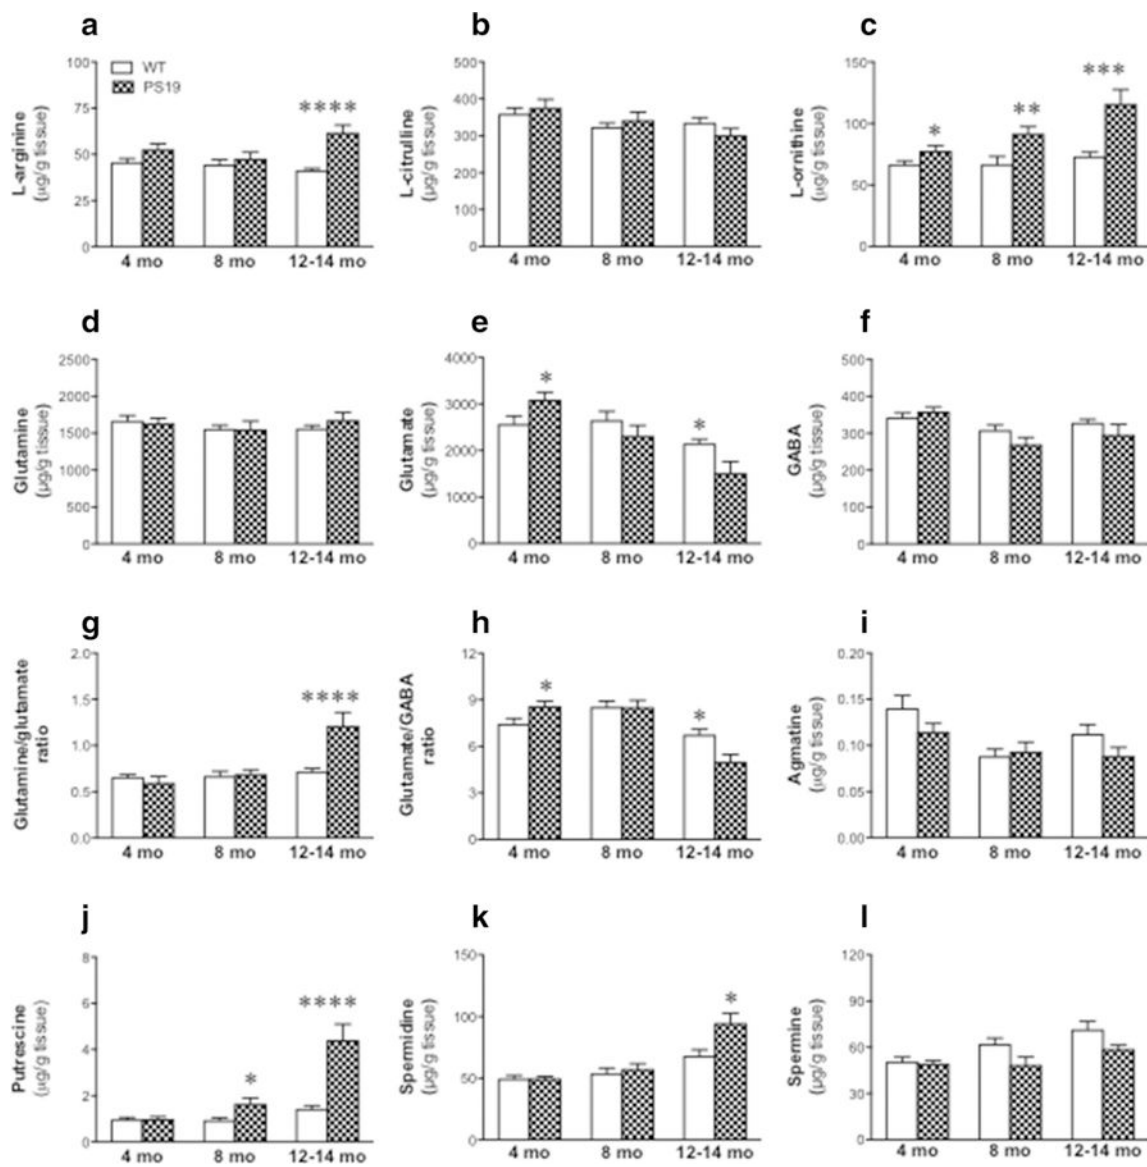 a
L-arginine
(µg/g tissue)
100
75
50
25
0
WT
PS19
****
4 mo 8 mo 12-14 mo
b
L-citrulline
(µg/g tissue)
500
400
300
200
100
0
4 mo 8 mo 12-14 mo
c
L-ornithine
(µg/g tissue)
150
100
50
0
* ** ***
4 mo 8 mo 12-14 mo
d
Glutamine
(µg/g tissue)
2500
2000
1500
1000
500
0
4 mo 8 mo 12-14 mo
e
Glutamate
(µg/g tissue)
4000
3000
2000
1000
0
* *
4 mo 8 mo 12-14 mo
f
GABA
(µg/g tissue)
500
400
300
200
100
0
4 mo 8 mo 12-14 mo
g
Glutamine/glutamate
ratio
2.0
1.5
1.0
0.5
0.0
****
4 mo 8 mo 12-14 mo
h
Glutamate/GABA
ratio
12
9
6
3
0
* *
4 mo 8 mo 12-14 mo
i
Agmatine
(µg/g tissue)
0.20
0.15
0.10
0.05
0.00
4 mo 8 mo 12-14 mo
j
Putrescine
(µg/g tissue)
8
6
4
2
0
* ****
4 mo 8 mo 12-14 mo
k
Spermidine
(µg/g tissue)
150
100
50
0
*
4 mo 8 mo 12-14 mo
l
Spermine
(µg/g tissue)
120
90
60
30
0
4 mo 8 mo 12-14 mo